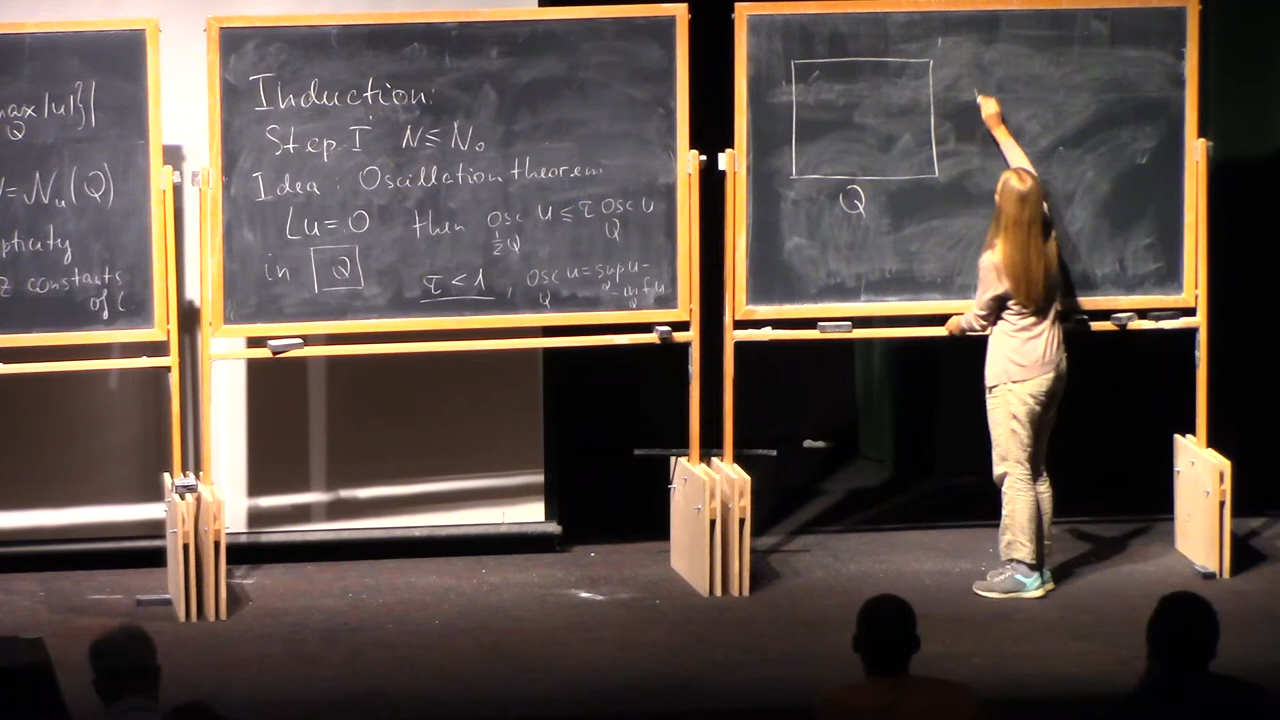 max |u|}|
Q
= N_u(Q)
pticity
z constants
of L
Induction:
Step I N ≤ N₀
Idea: Oscillation theorem
Lu = 0 then osc u ≤ τ osc u
½Q Q
in Q τ < 1, osc u = sup u -
Q Q
- inf u
Q
Q